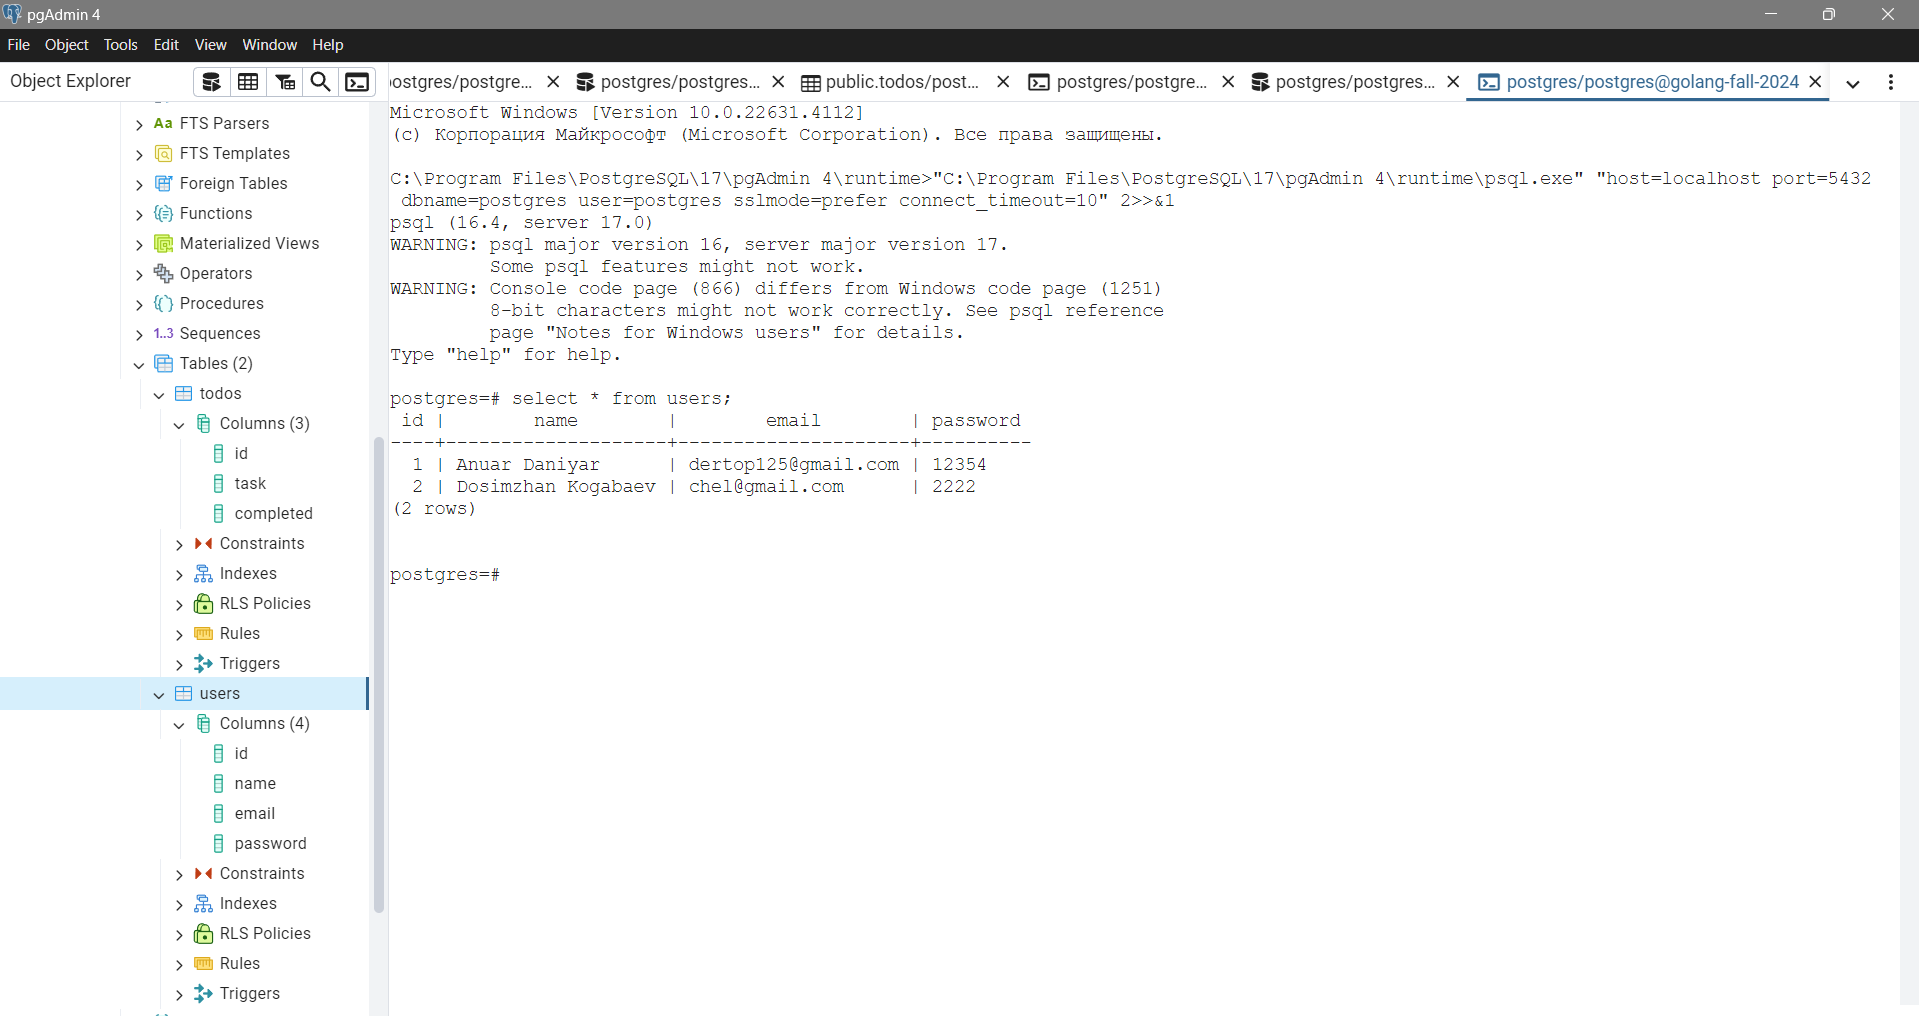 pgAdmin 4
File Object Tools Edit View Window Help
Object Explorer
ostgres/postgre... postgres/postgres... public.todos/post... postgres/postgre... postgres/postgres... postgres/postgres@golang-fall-2024
Aa FTS Parsers
FTS Templates
Foreign Tables
Functions
Materialized Views
Operators
Procedures
1..3 Sequences
Tables (2)
todos
Columns (3)
id
task
completed
Constraints
Indexes
RLS Policies
Rules
Triggers
users
Columns (4)
id
name
email
password
Constraints
Indexes
RLS Policies
Rules
Triggers
Microsoft Windows [Version 10.0.22631.4112]
(c) Корпорация Майкрософт (Microsoft Corporation). Все права защищены.
C:\Program Files\PostgreSQL\17\pgAdmin 4\runtime>"C:\Program Files\PostgreSQL\17\pgAdmin 4\runtime\psql.exe" "host=localhost port=5432
dbname=postgres user=postgres sslmode=prefer connect_timeout=10" 2>>&1
psql (16.4, server 17.0)
WARNING: psql major version 16, server major version 17.
Some psql features might not work.
WARNING: Console code page (866) differs from Windows code page (1251)
8-bit characters might not work correctly. See psql reference
page "Notes for Windows users" for details.
Type "help" for help.
postgres=# select * from users;
id | name | email | password
----+--------------------+---------------------+----------
1 | Anuar Daniyar | dertop125@gmail.com | 12354
2 | Dosimzhan Kogabaev | chel@gmail.com | 2222
(2 rows)
postgres=#